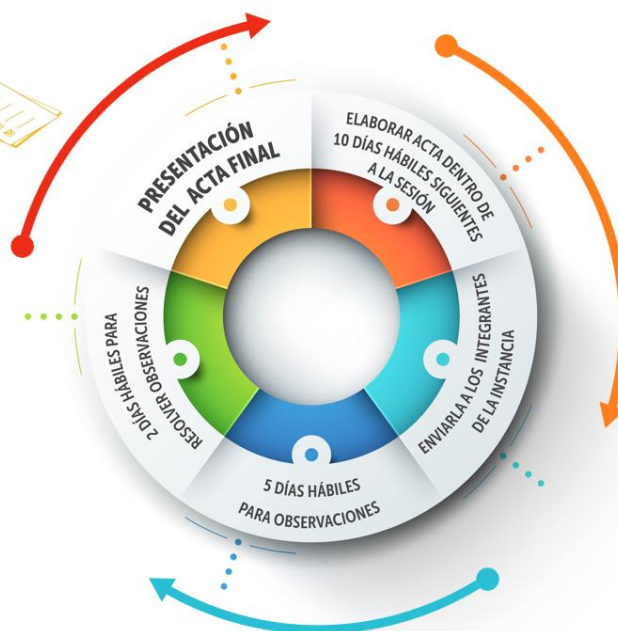 ELABORAR ACTA DENTRO DE
10 DÍAS HÁBILES SIGUIENTES
A LA SESIÓN
ENVIARLA A LOS INTEGRANTES
DE LA INSTANCIA
5 DÍAS HÁBILES
PARA OBSERVACIONES
2 DÍAS HÁBILES PARA
RESOLVER OBSERVACIONES
PRESENTACIÓN
DEL ACTA FINAL